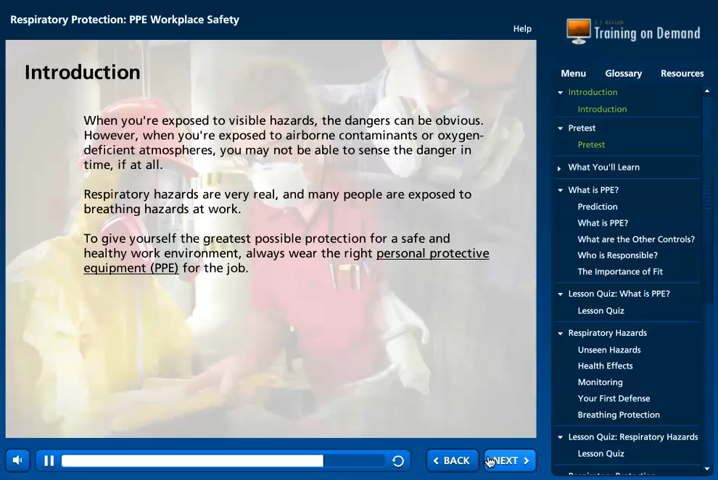 Respiratory Protection: PPE Workplace Safety
Help
Training on Demand
Introduction
When you're exposed to visible hazards, the dangers can be obvious.
However, when you're exposed to airborne contaminants or oxygen-
deficient atmospheres, you may not be able to sense the danger in
time, if at all.
Respiratory hazards are very real, and many people are exposed to
breathing hazards at work.
To give yourself the greatest possible protection for a safe and
healthy work environment, always wear the right personal protective
equipment (PPE) for the job.
BACK
NEXT
Menu Glossary Resources
Introduction
Introduction
Pretest
Pretest
What You'll Learn
What is PPE?
Prediction
What is PPE?
What are the Other Controls?
Who is Responsible?
The Importance of Fit
Lesson Quiz: What is PPE?
Lesson Quiz
Respiratory Hazards
Unseen Hazards
Health Effects
Monitoring
Your First Defense
Breathing Protection
Lesson Quiz: Respiratory Hazards
Lesson Quiz